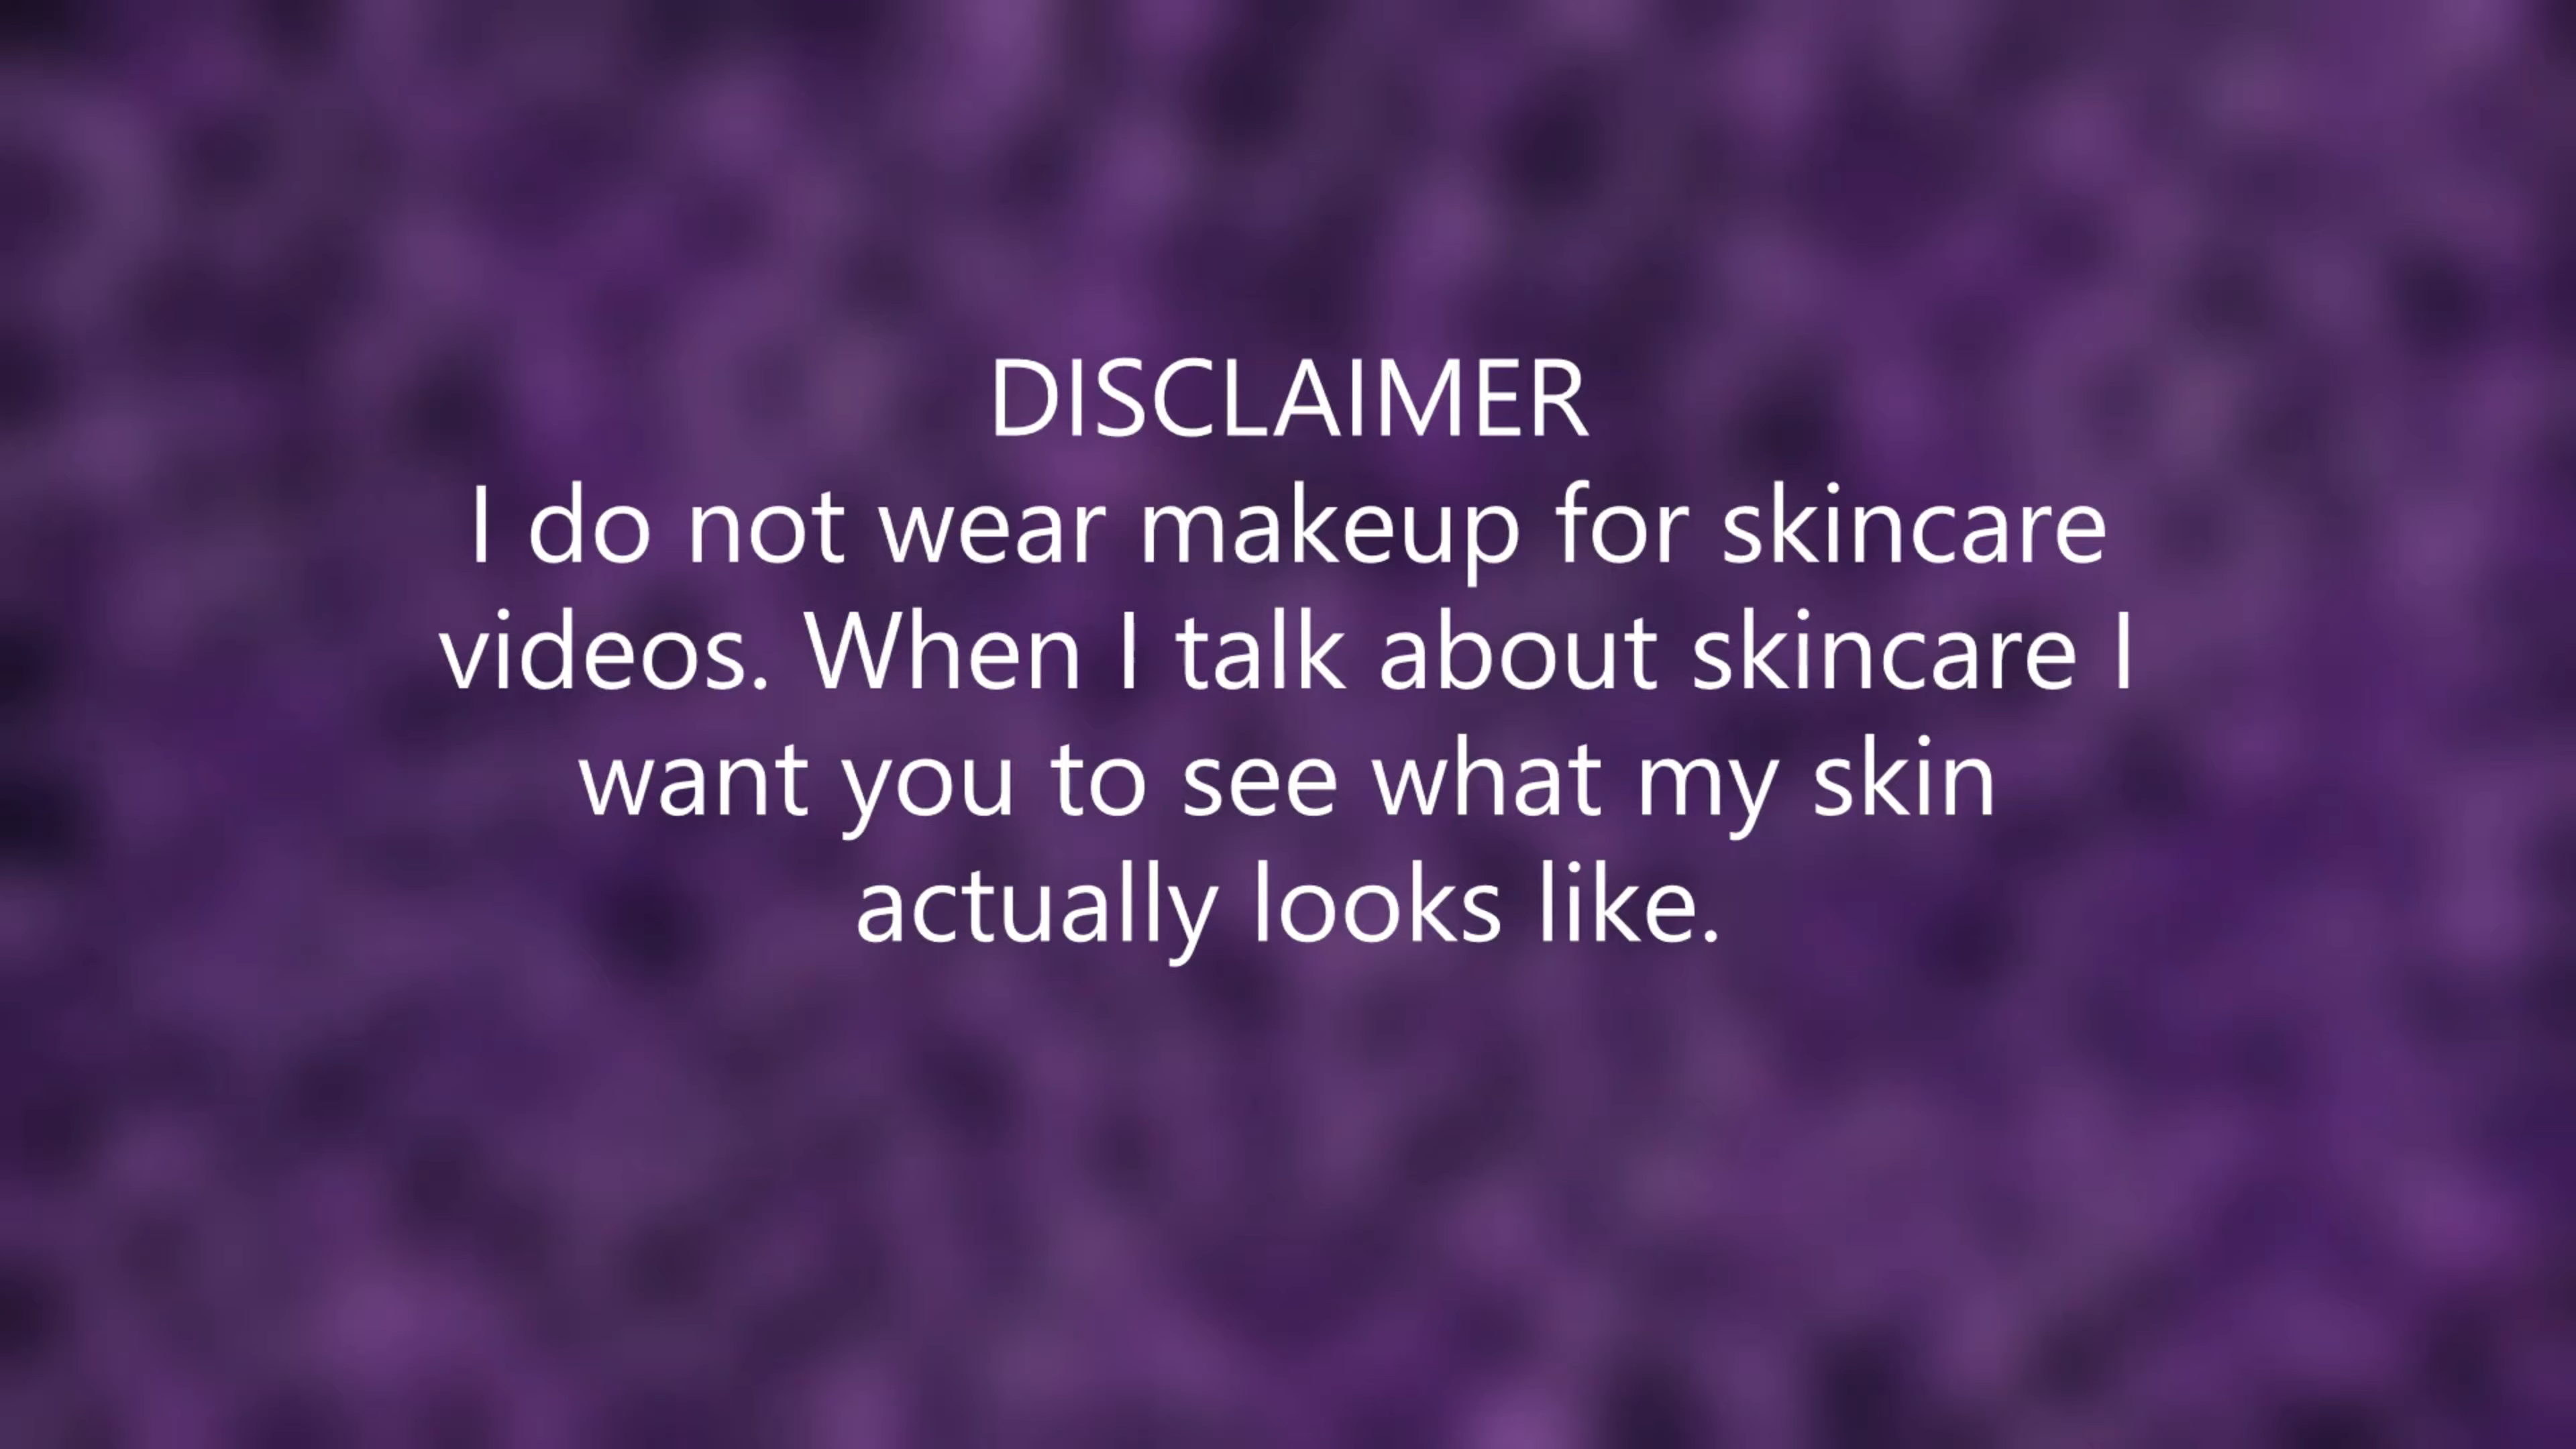 DISCLAIMER
I do not wear makeup for skincare
videos. When I talk about skincare I
want you to see what my skin
actually looks like.